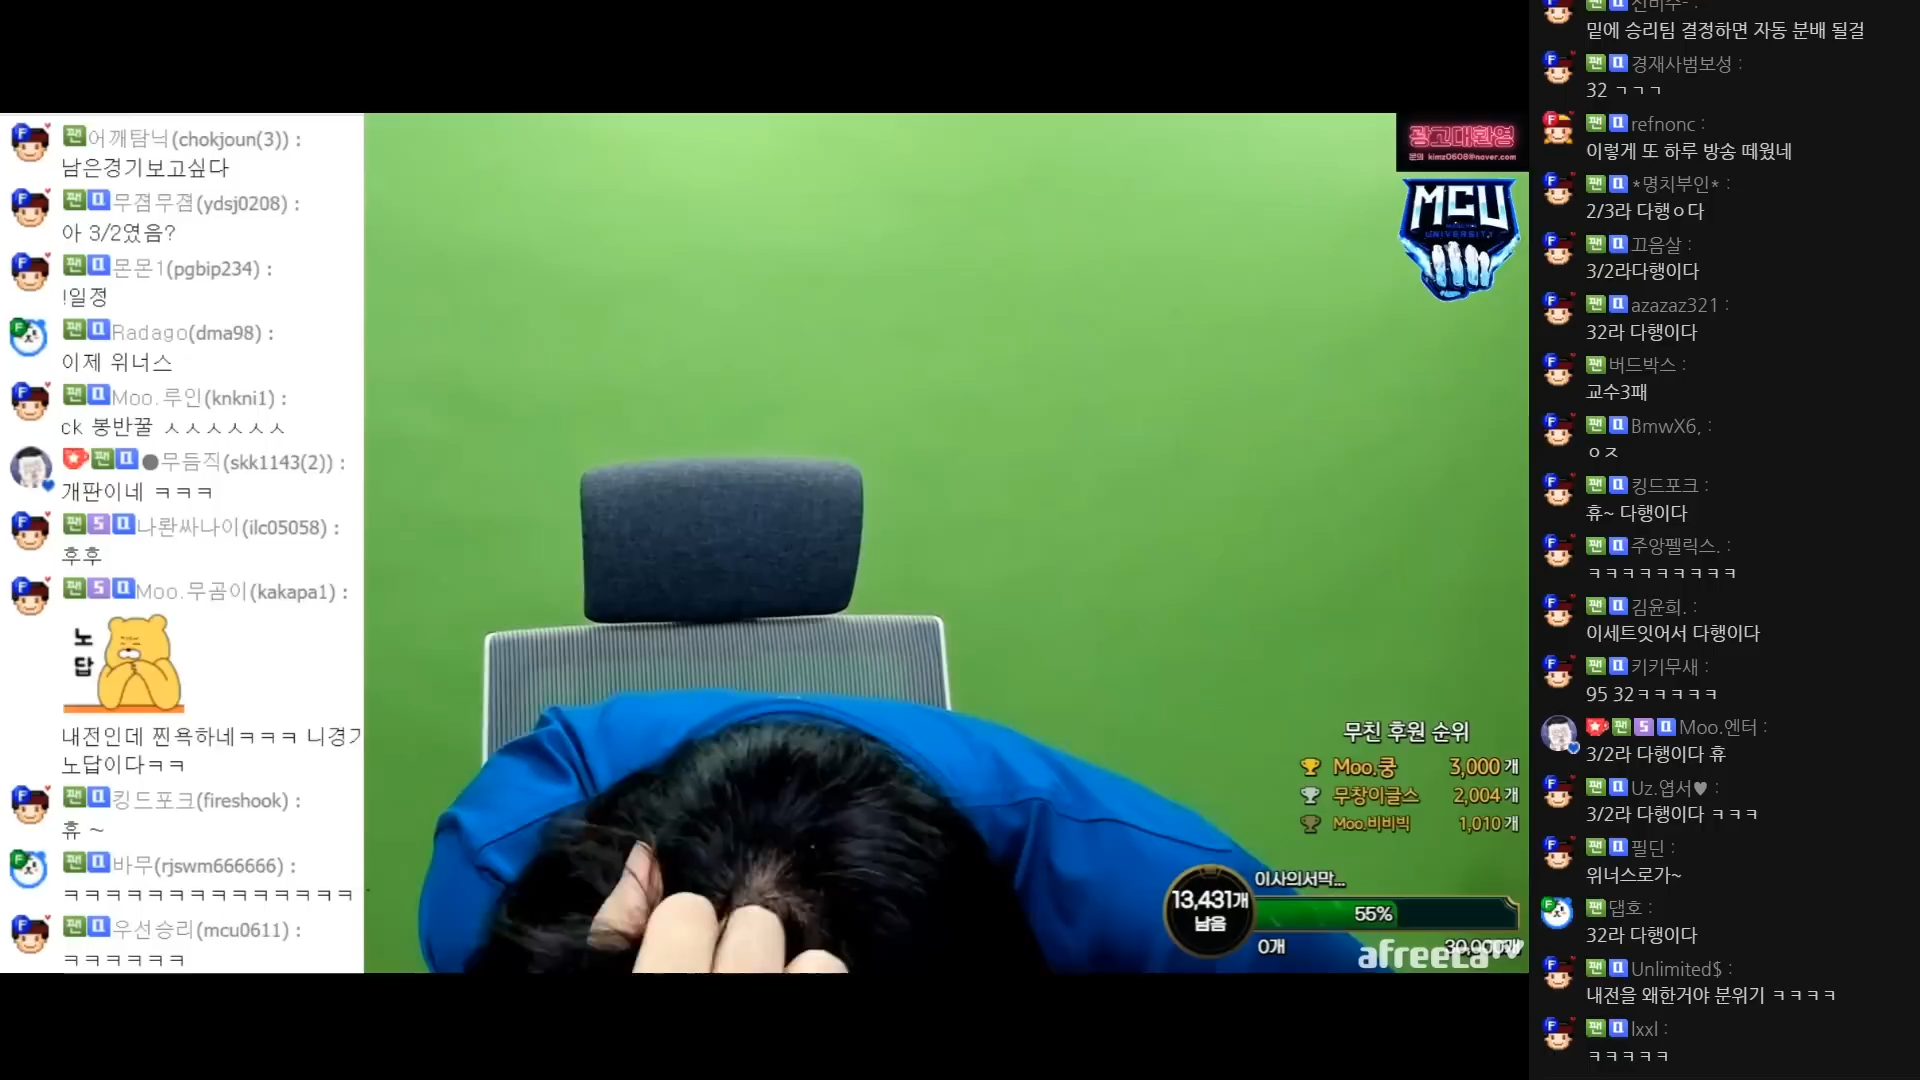 어깨탐닉(chokjoun(3)) :
남은경기보고싶다
무겸무겸(ydsj0208) :
아 3/2였음?
몬몬1(pgbip234) :
!일정
Radago(dma98) :
이제 위너스
Moo.루인(knkni1) :
ck 봉반꿀 ㅅㅅㅅㅅㅅㅅ
●무듬직(skk1143(2)) :
개판이네 ㅋㅋㅋ
나롼싸나이(ilc05058) :
후후
Moo.무곰이(kakapa1) :
노
답
내전인데 찐욕하네ㅋㅋㅋ 니경기
노답이다ㅋㅋ
킹드포크(fireshook) :
휴 ~
바무(rjswm666666) :
ㅋㅋㅋㅋㅋㅋㅋㅋㅋㅋㅋㅋㅋㅋ
우선승리(mcu0611) :
ㅋㅋㅋㅋㅋㅋ
광고대환영
문의 kimz0608@naver.com
MCU
UNIVERSITY
무친 후원 순위
Moo.쿵 3,000개
무창이글스 2,004개
Moo.비비빅 1,010개
이사의서막...
13,431개
남음
55%
0개 30,000개
afreecaTV
밑에 승리팀 결정하면 자동 분배 될걸
경재사범보성 :
32 ㄱㄱㄱ
refnonc :
이렇게 또 하루 방송 떼웠네
*명치부인* :
2/3라 다행ㅇ다
끄음살 :
3/2라다행이다
azazaz321 :
32라 다행이다
버드박스 :
교수3패
BmwX6, :
ㅇㅈ
킹드포크 :
휴~ 다행이다
주앙펠릭스. :
ㅋㅋㅋㅋㅋㅋㅋㅋㅋ
김윤희. :
이세트잇어서 다행이다
키키무새 :
95 32ㅋㅋㅋㅋㅋ
Moo.엔터 :
3/2라 다행이다 휴
Uz.엽서♥ :
3/2라 다행이다 ㅋㅋㅋ
필딘 :
위너스로가~
댑호 :
32라 다행이다
Unlimited$ :
내전을 왜한거야 분위기 ㅋㅋㅋㅋ
lxxl :
ㅋㅋㅋㅋㅋ